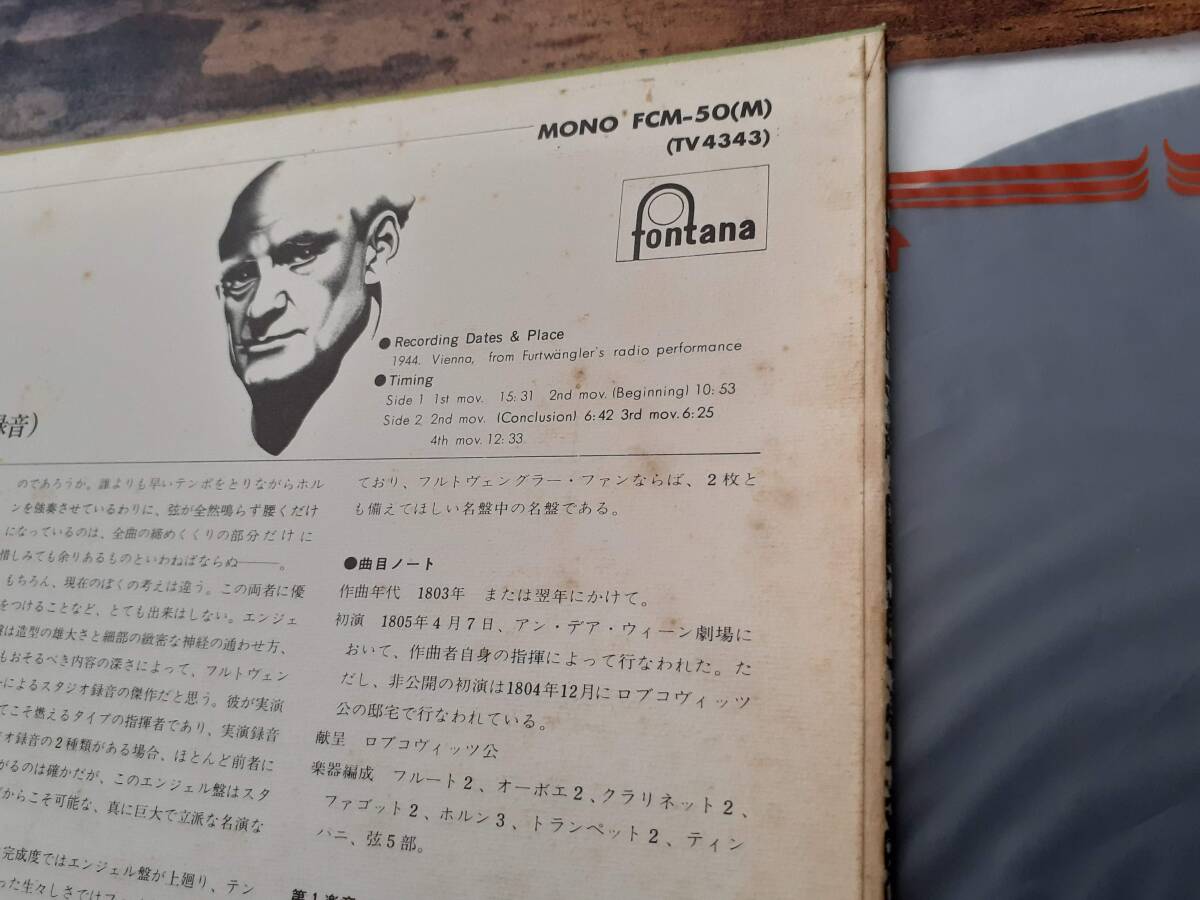 MONO FCM-50(M)
(TV4343)
fontana
● Recording Dates & Place
1944. Vienna, from Furtwängler's radio performance
● Timing
Side 1 1st mov. 15:31 2nd mov. (Beginning) 10:53
Side 2 2nd mov. (Conclusion) 6:42 3rd mov. 6:25
4th mov. 12:33
録音)
のであろうか。誰よりも早いテンポをとりながらホル
ンを強奏させているわりに、弦が全然鳴らず腰くだけ
になっているのは、全曲の締めくくりの部分だけに
惜しみても余りあるものといわねばならぬ――。
もちろん、現在のぼくの考えは違う。この両者に優
をつけることなど、とても出来はしない。エンジェ
は造型の雄大さと細部の緻密な神経の通わせ方、
もおそるべき内容の深さによって、フルトヴェン
によるスタジオ録音の傑作だと思う。彼が実演
てこそ燃えるタイプの指揮者であり、実演録音
オ録音の2種類がある場合、ほとんど前者に
がるのは確かだが、このエンジェル盤はスタ
からこそ可能な、真に巨大で立派な名演な
完成度ではエンジェル盤が上廻り、テン
った生々しさでは
ており、フルトヴェングラー・ファンならば、2枚と
も備えてほしい名盤中の名盤である。
●曲目ノート
作曲年代 1803年 または翌年にかけて。
初演 1805年4月7日、アン・デア・ウィーン劇場に
おいて、作曲者自身の指揮によって行なわれた。た
だし、非公開の初演は1804年12月にロブコヴィッツ
公の邸宅で行なわれている。
献呈 ロブコヴィッツ公
楽器編成 フルート2、オーボエ2、クラリネット2、
ファゴット2、ホルン3、トランペット2、ティン
パニ、弦5部。
第1楽章